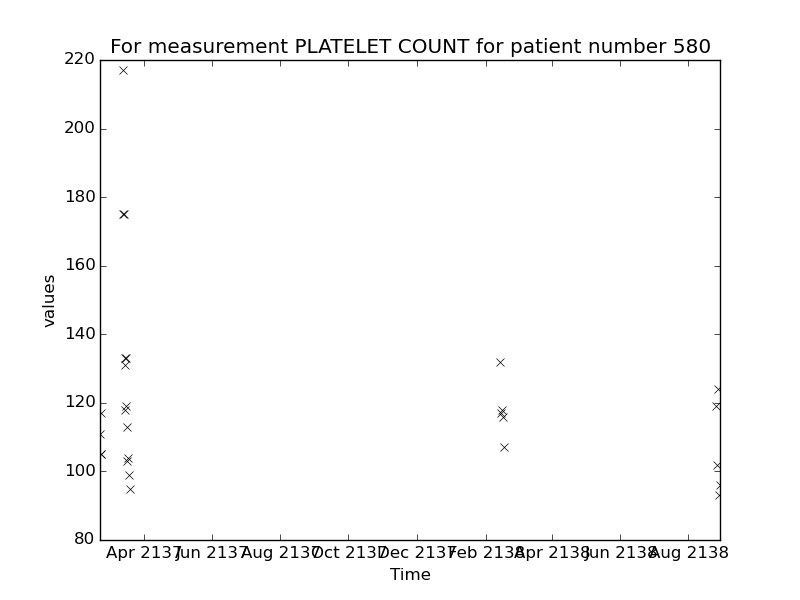 For measurement PLATELET COUNT for patient number 580
220
200
180
160
140
120
100
80
values
Apr 2137 Jun 2137 Aug 2137 Oct 2137 Dec 2137 Feb 2138 Apr 2138 Jun 2138 Aug 2138
Time